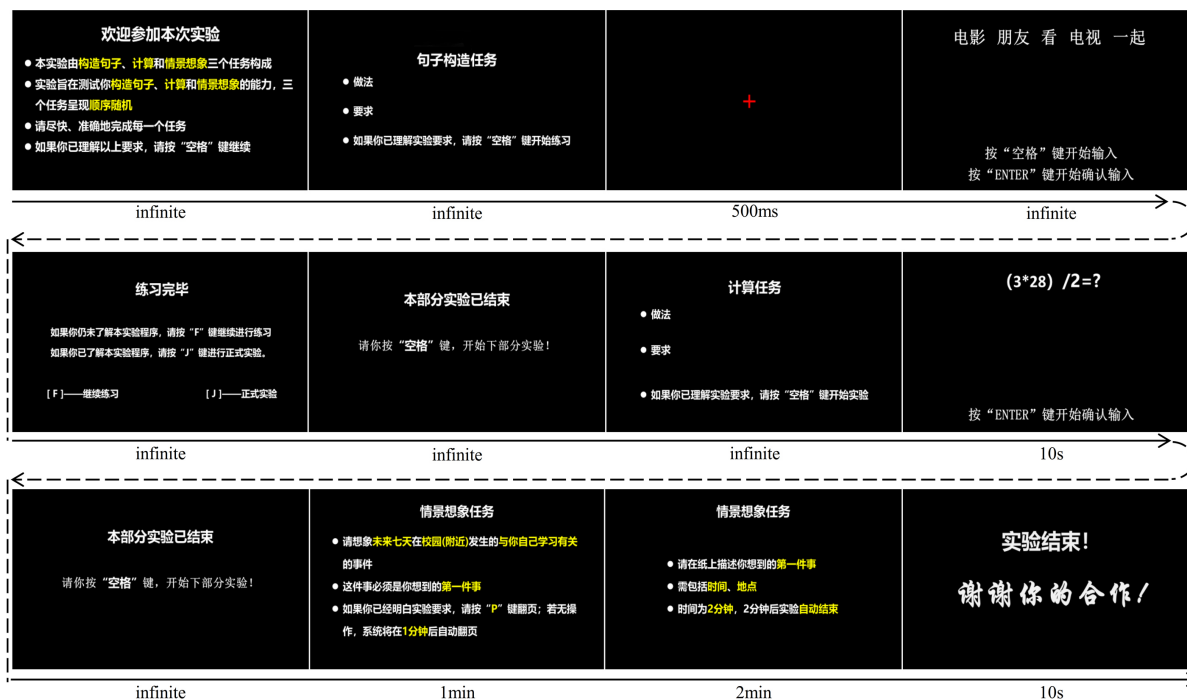 欢迎参加本次实验
● 本实验由构造句子、计算和情景想象三个任务构成
● 实验旨在测试你构造句子、计算和情景想象的能力，三
个任务呈现顺序随机
● 请尽快、准确地完成每一个任务
● 如果你已理解以上要求，请按“空格”键继续
infinite
句子构造任务
● 做法
● 要求
● 如果你已理解实验要求，请按“空格”键开始练习
infinite
+
500ms
电影 朋友 看 电视 一起
按“空格”键开始输入
按“ENTER”键开始确认输入
infinite
练习完毕
如果你仍未了解本实验程序，请按“F”键继续进行练习
如果你已了解本实验程序，请按“J”键进行正式实验。
[ F ]——继续练习 [ J ]——正式实验
infinite
本部分实验已结束
请你按“空格”键，开始下部分实验！
infinite
计算任务
● 做法
● 要求
● 如果你已理解实验要求，请按“空格”键开始实验
infinite
(3*28) /2=?
按“ENTER”键开始确认输入
10s
本部分实验已结束
请你按“空格”键，开始下部分实验！
infinite
情景想象任务
● 请想象未来七天在校园(附近)发生的与你自己学习有关
的事件
● 这件事必须是你想到的第一件事
● 如果你已经明白实验要求，请按“P”键翻页；若无操
作，系统将在1分钟后自动翻页
1min
情景想象任务
● 请在纸上描述你想到的第一件事
● 需包括时间、地点
● 时间为2分钟，2分钟后实验自动结束
2min
实验结束！
谢谢你的合作！
10s